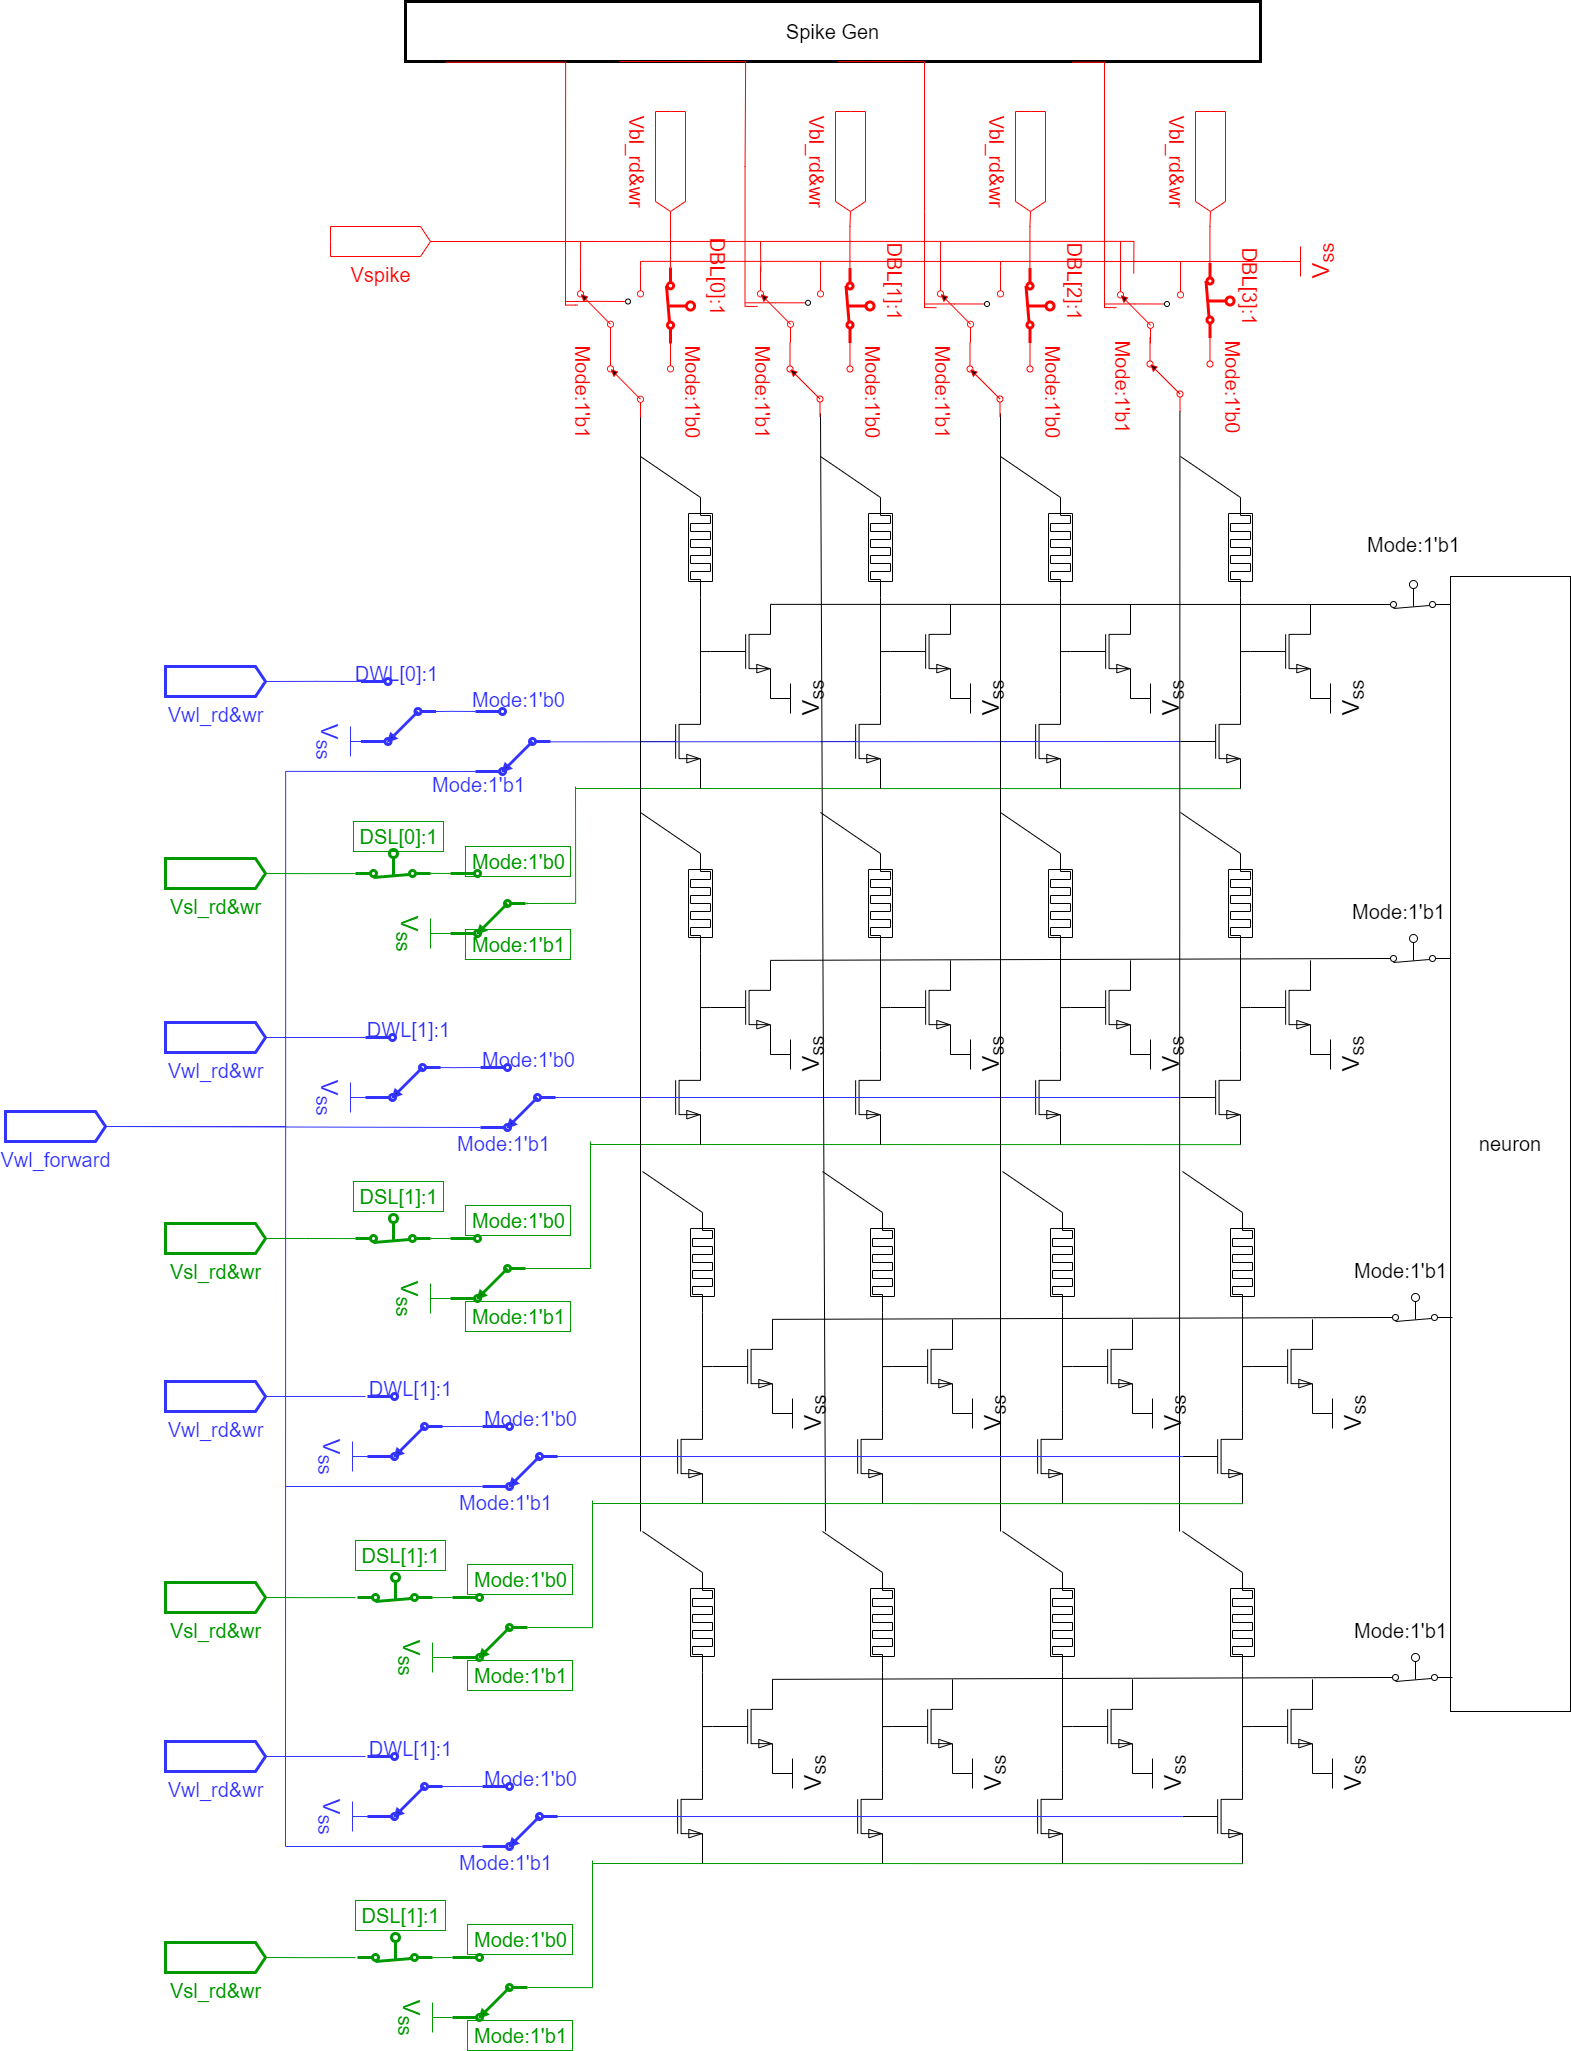 Spike Gen
Vbl_rd&wr
Vbl_rd&wr
Vbl_rd&wr
Vbl_rd&wr
Vspike
DBL[0]:1
DBL[1]:1
DBL[2]:1
DBL[3]:1
Vss
Mode:1'b1
Mode:1'b0
Mode:1'b1
Mode:1'b0
Mode:1'b1
Mode:1'b0
Mode:1'b1
Mode:1'b0
Mode:1'b1
DWL[0]:1
Vwl_rd&wr
Mode:1'b0
Vss
Mode:1'b1
Vss
Vss
Vss
Vss
DSL[0]:1
Mode:1'b0
Vsl_rd&wr
Vss
Mode:1'b1
Mode:1'b1
DWL[1]:1
Vwl_rd&wr
Mode:1'b0
Vss
Mode:1'b1
Vss
Vss
Vss
Vss
Vwl_forward
neuron
DSL[1]:1
Mode:1'b0
Vsl_rd&wr
Vss
Mode:1'b1
Mode:1'b1
DWL[1]:1
Vwl_rd&wr
Mode:1'b0
Vss
Mode:1'b1
Vss
Vss
Vss
Vss
DSL[1]:1
Mode:1'b0
Vsl_rd&wr
Vss
Mode:1'b1
Mode:1'b1
DWL[1]:1
Vwl_rd&wr
Mode:1'b0
Vss
Mode:1'b1
Vss
Vss
Vss
Vss
DSL[1]:1
Mode:1'b0
Vsl_rd&wr
Vss
Mode:1'b1